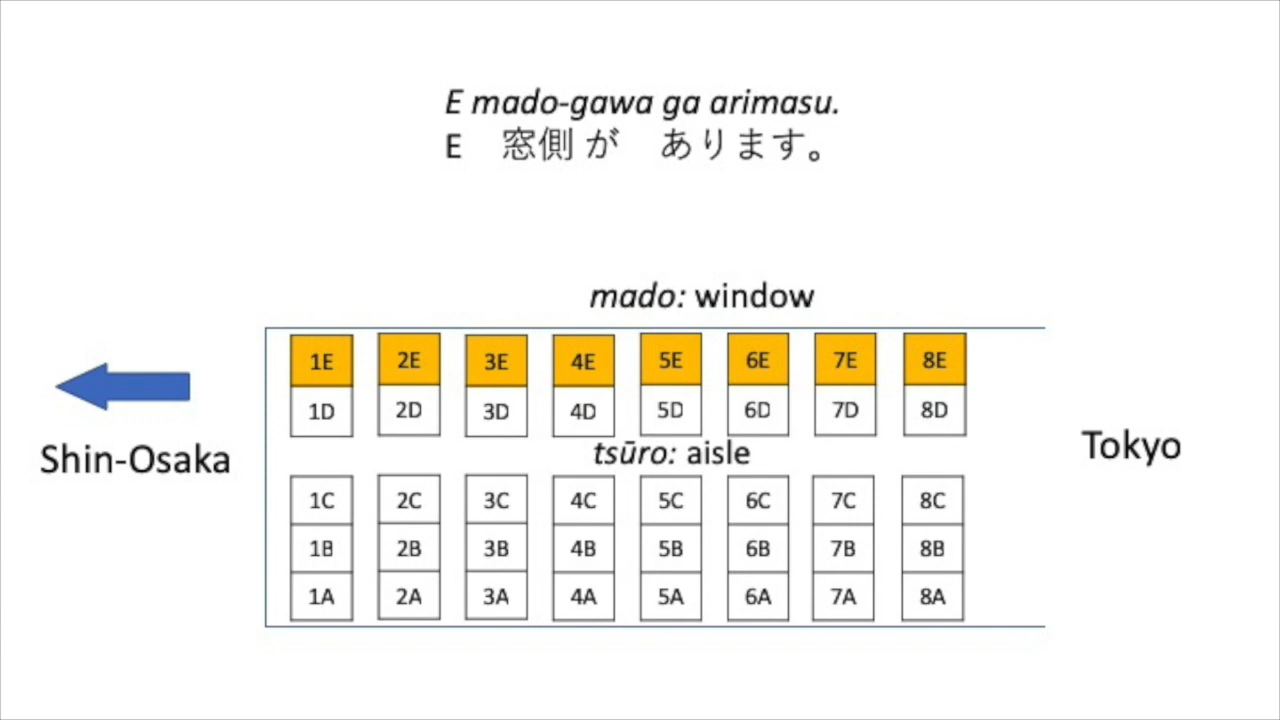 E mado-gawa ga arimasu.
E 窓側 が あります。
mado: window
1E 2E 3E 4E 5E 6E 7E 8E
1D 2D 3D 4D 5D 6D 7D 8D
Shin-Osaka
tsūro: aisle
Tokyo
1C 2C 3C 4C 5C 6C 7C 8C
1B 2B 3B 4B 5B 6B 7B 8B
1A 2A 3A 4A 5A 6A 7A 8A